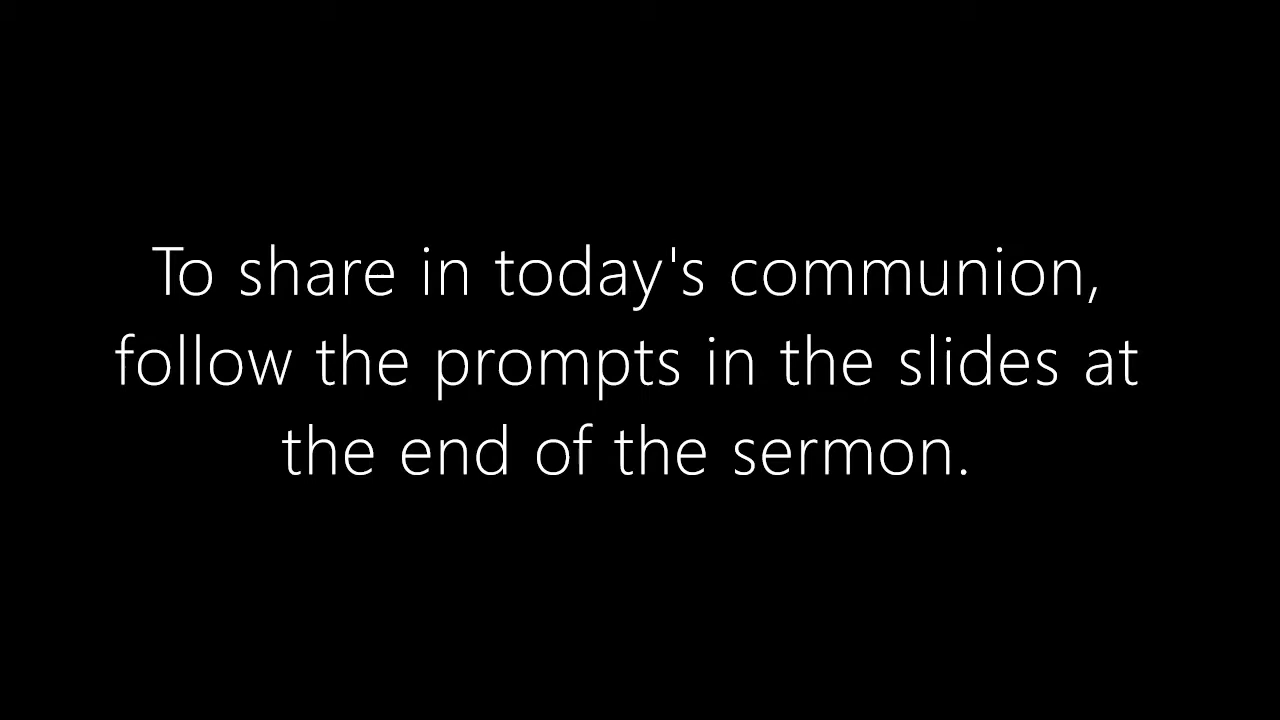 To share in today's communion,
follow the prompts in the slides at
the end of the sermon.